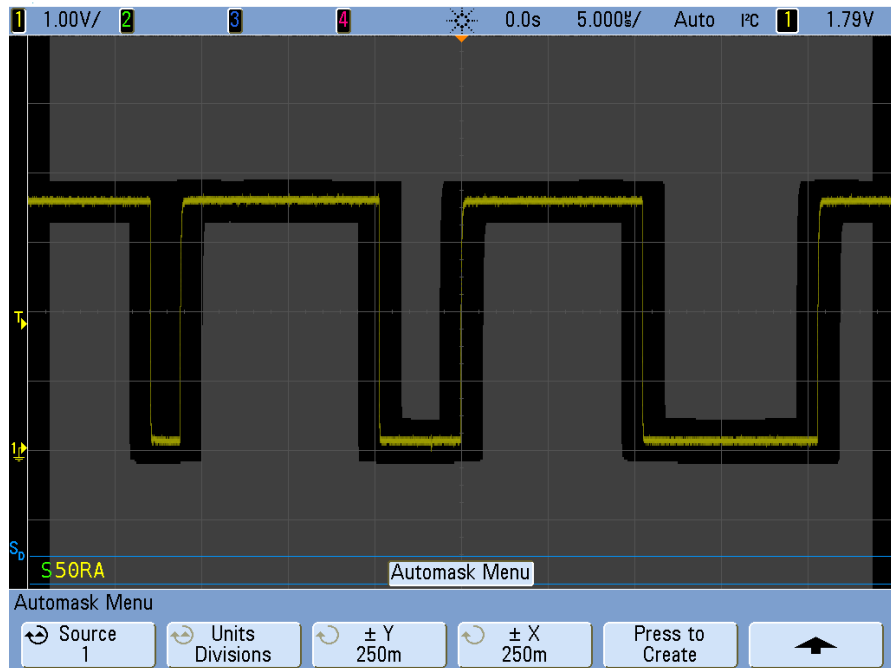 1 1.00V/ 2 3 4 0.0s 5.000µs/ Auto I²C 1 1.79V
T
1
SD
S50RA
Automask Menu
Automask Menu
Source Units ± Y ± X Press to
1 Divisions 250m 250m Create